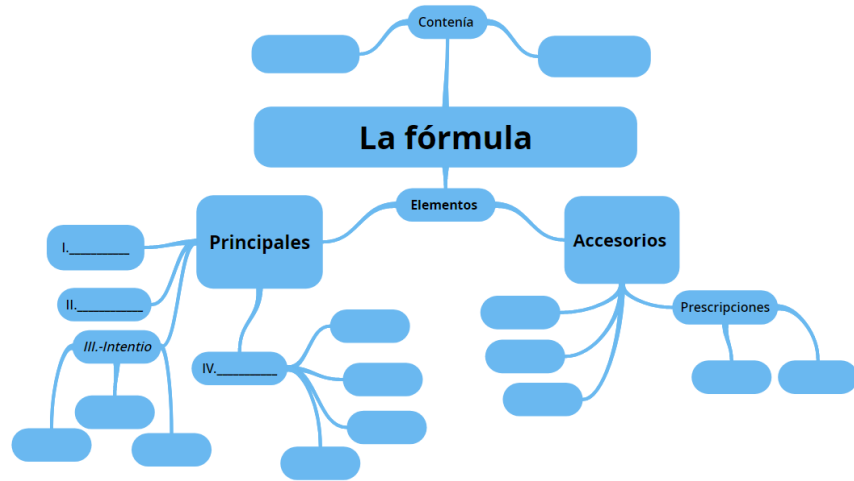 Contenía
La fórmula
Elementos
Principales
Accesorios
I.__________
II.___________
III.-Intentio
IV.__________
Prescripciones